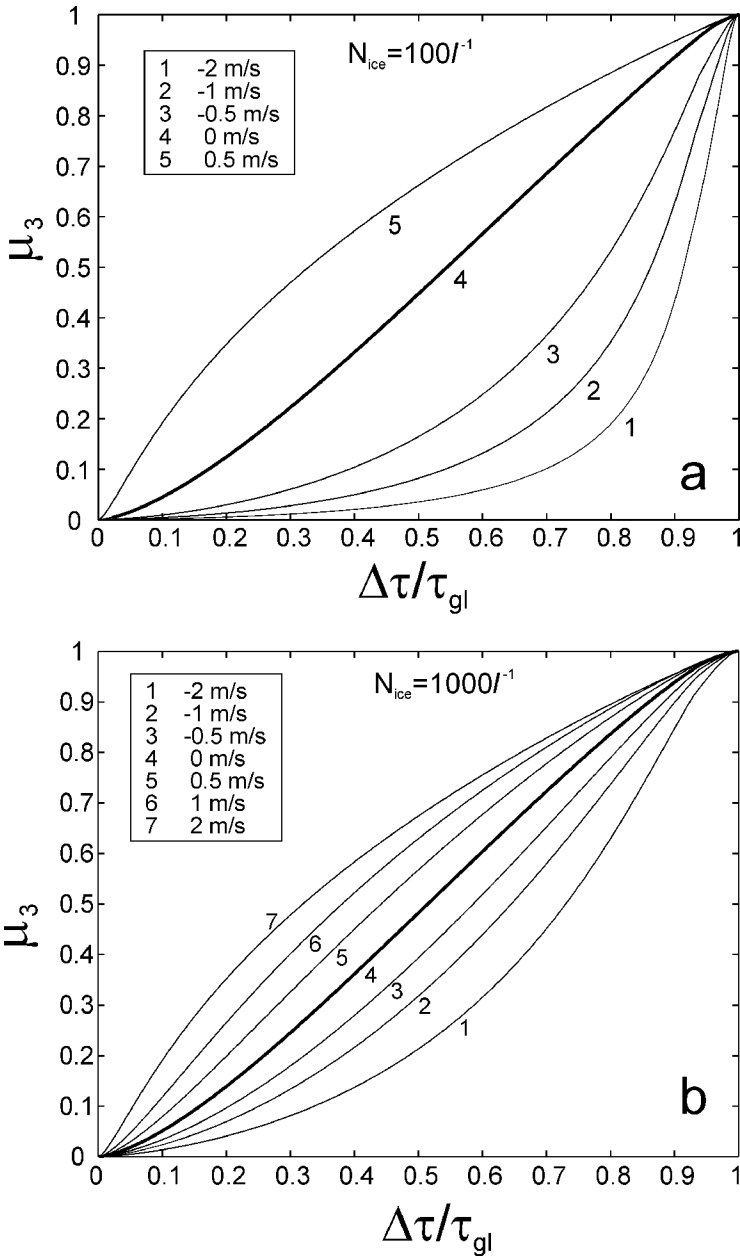 1
0.9
0.8
0.7
0.6
0.5
0.4
0.3
0.2
0.1
0
μ3
Nice=100l-1
1 -2 m/s
2 -1 m/s
3 -0.5 m/s
4 0 m/s
5 0.5 m/s
5
4
3
2
1
a
0 0.1 0.2 0.3 0.4 0.5 0.6 0.7 0.8 0.9 1
Δτ/τgl
1
0.9
0.8
0.7
0.6
0.5
0.4
0.3
0.2
0.1
0
μ3
Nice=1000l-1
1 -2 m/s
2 -1 m/s
3 -0.5 m/s
4 0 m/s
5 0.5 m/s
6 1 m/s
7 2 m/s
7
6
5
4
3
2
1
b
0 0.1 0.2 0.3 0.4 0.5 0.6 0.7 0.8 0.9 1
Δτ/τgl